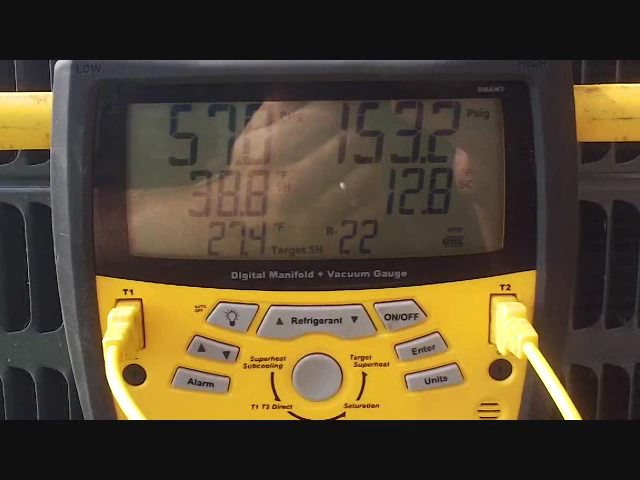 LOW HIGH
SMAN3
57.0 Psig 153.2 Psig
38.8 °F SH 12.8 °F SC
27.4 °F Target SH R- 22
Digital Manifold + Vacuum Gauge
T1 T2
AUTO OFF
▲ Refrigerant ▼ ON/OFF
▲ ▼ Enter
Superheat Subcooling Target Superheat
Alarm Units
T1 T2 Direct Saturation